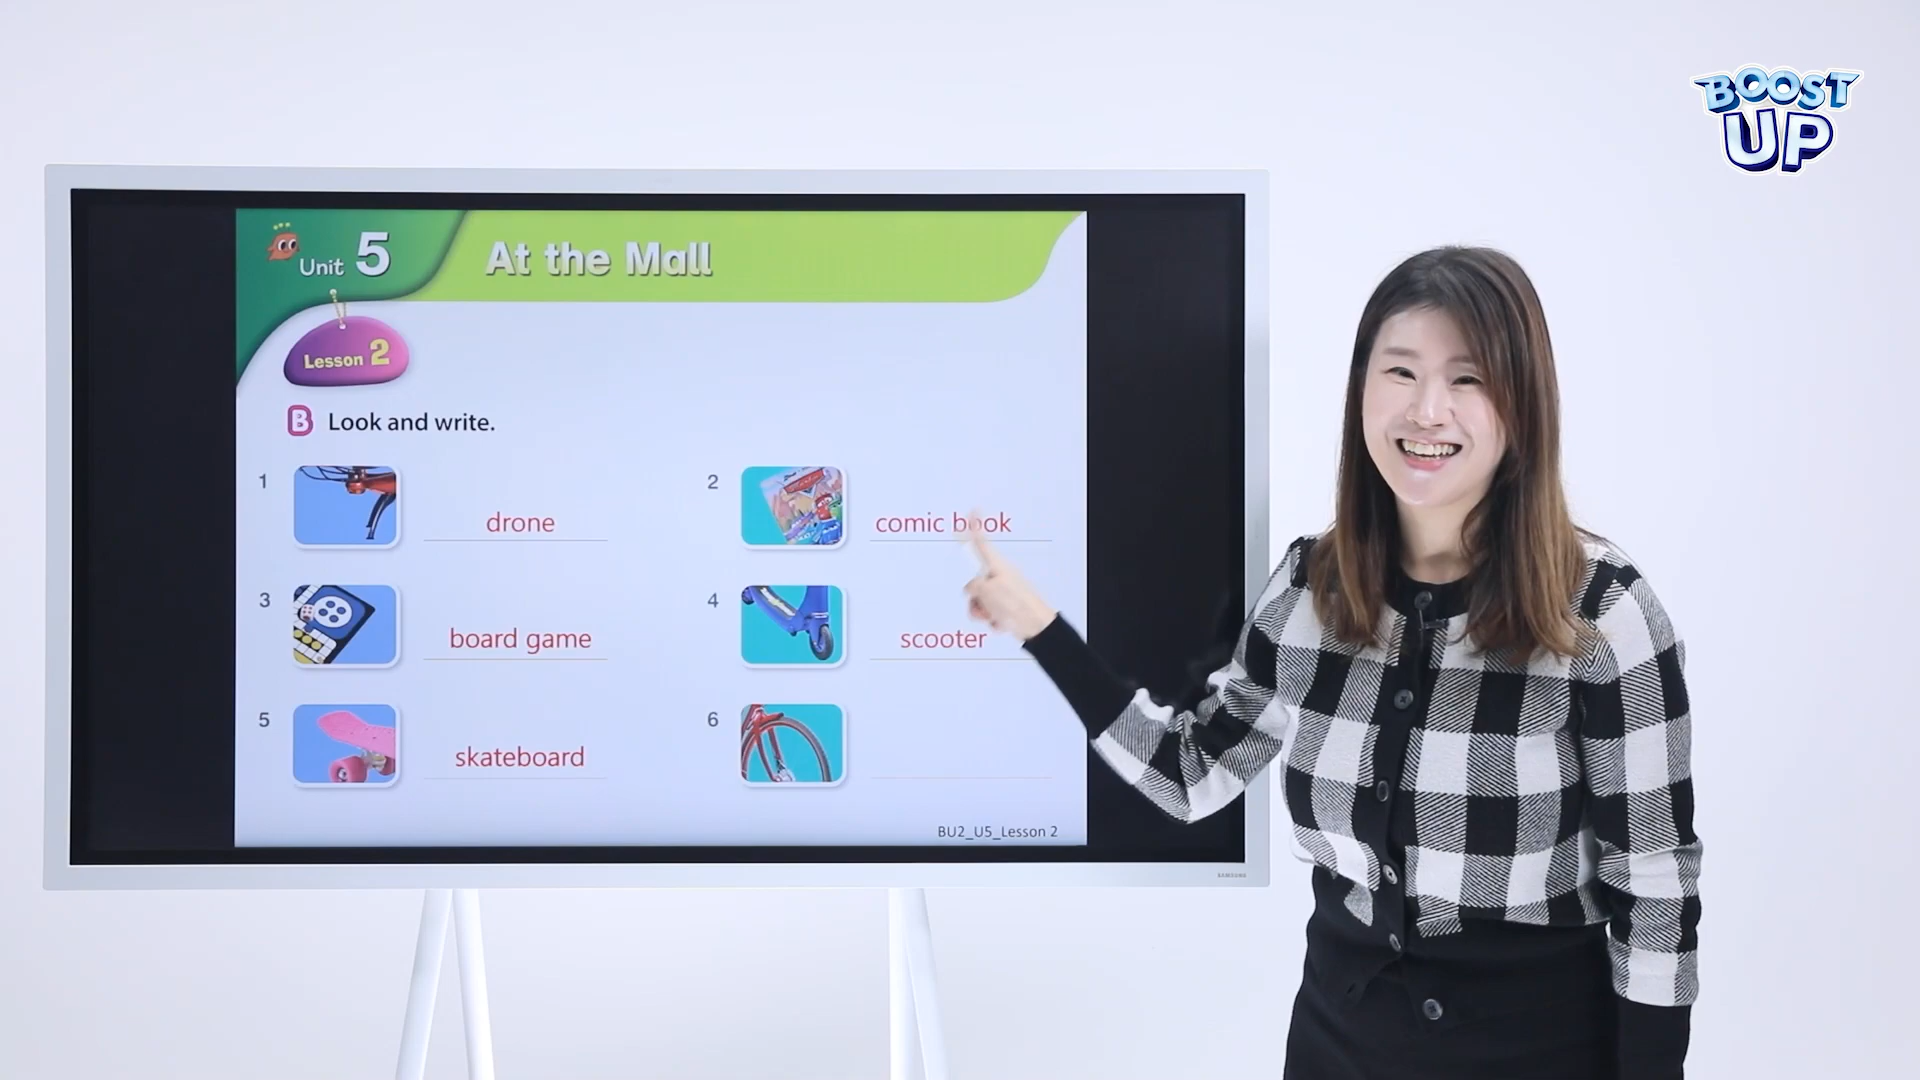 BOOST
UP
Unit 5
At the Mall
Lesson 2
B Look and write.
1
drone
2
comic book
3
board game
4
scooter
5
skateboard
6
BU2_U5_Lesson 2
SAMSUNG